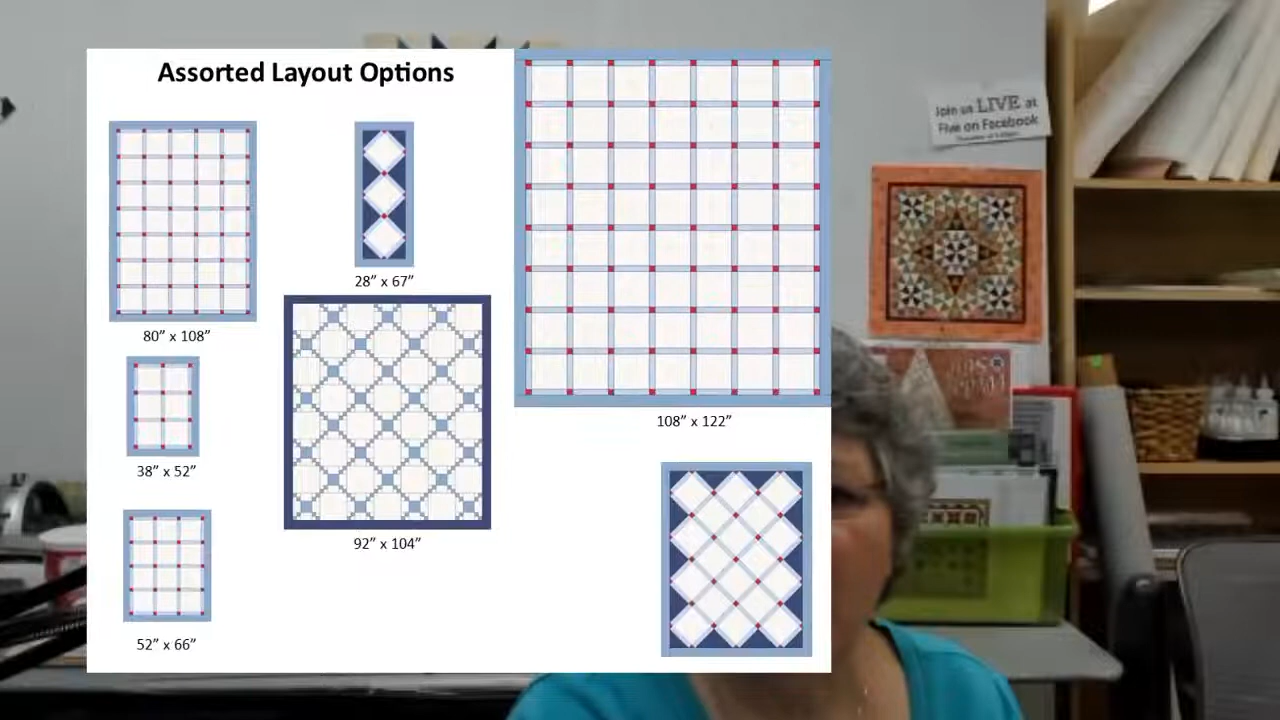 Assorted Layout Options
28” x 67”
80” x 108”
108” x 122”
38” x 52”
92” x 104”
52” x 66”
Join us LIVE at
Five on Facebook